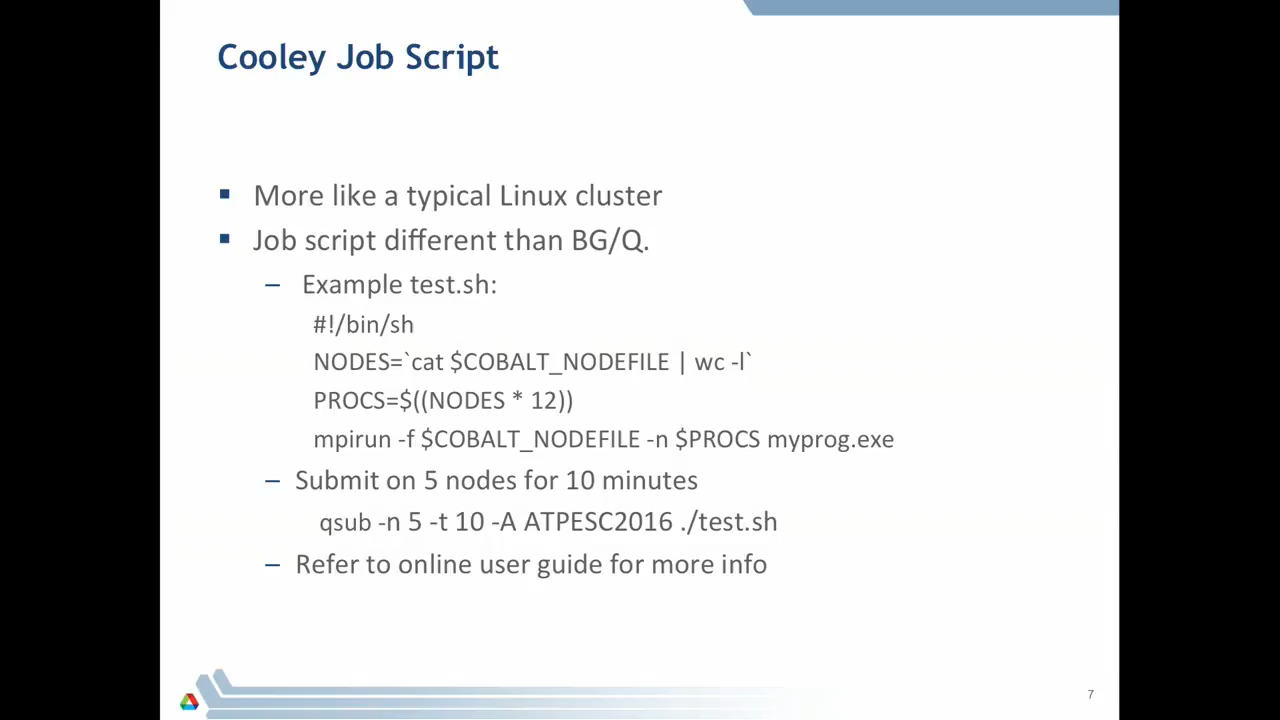 Cooley Job Script
▪ More like a typical Linux cluster
▪ Job script different than BG/Q.
– Example test.sh:
#!/bin/sh
NODES=`cat $COBALT_NODEFILE | wc -l`
PROCS=$((NODES * 12))
mpirun -f $COBALT_NODEFILE -n $PROCS myprog.exe
– Submit on 5 nodes for 10 minutes
qsub -n 5 -t 10 -A ATPESC2016 ./test.sh
– Refer to online user guide for more info
7